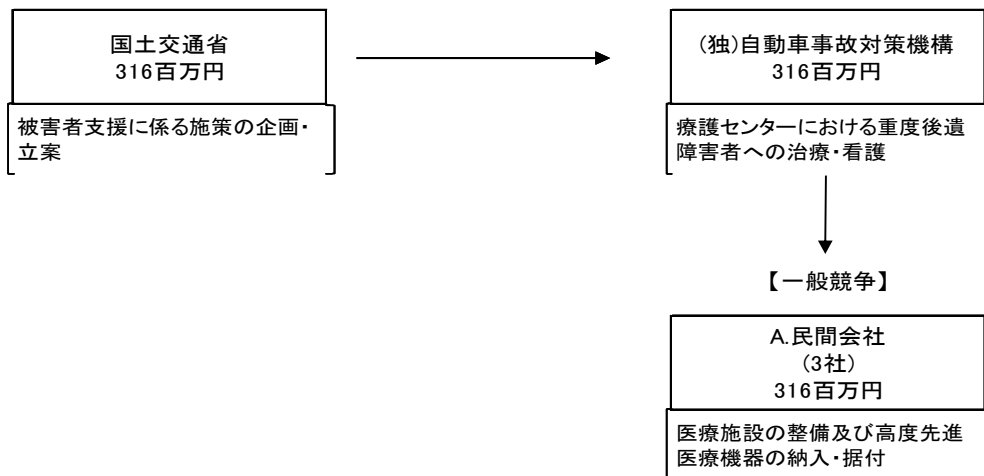 国土交通省
316百万円
被害者支援に係る施策の企画・
立案
(独)自動車事故対策機構
316百万円
療護センターにおける重度後遺
障害者への治療・看護
【一般競争】
A.民間会社
(3社)
316百万円
医療施設の整備及び高度先進
医療機器の納入・据付